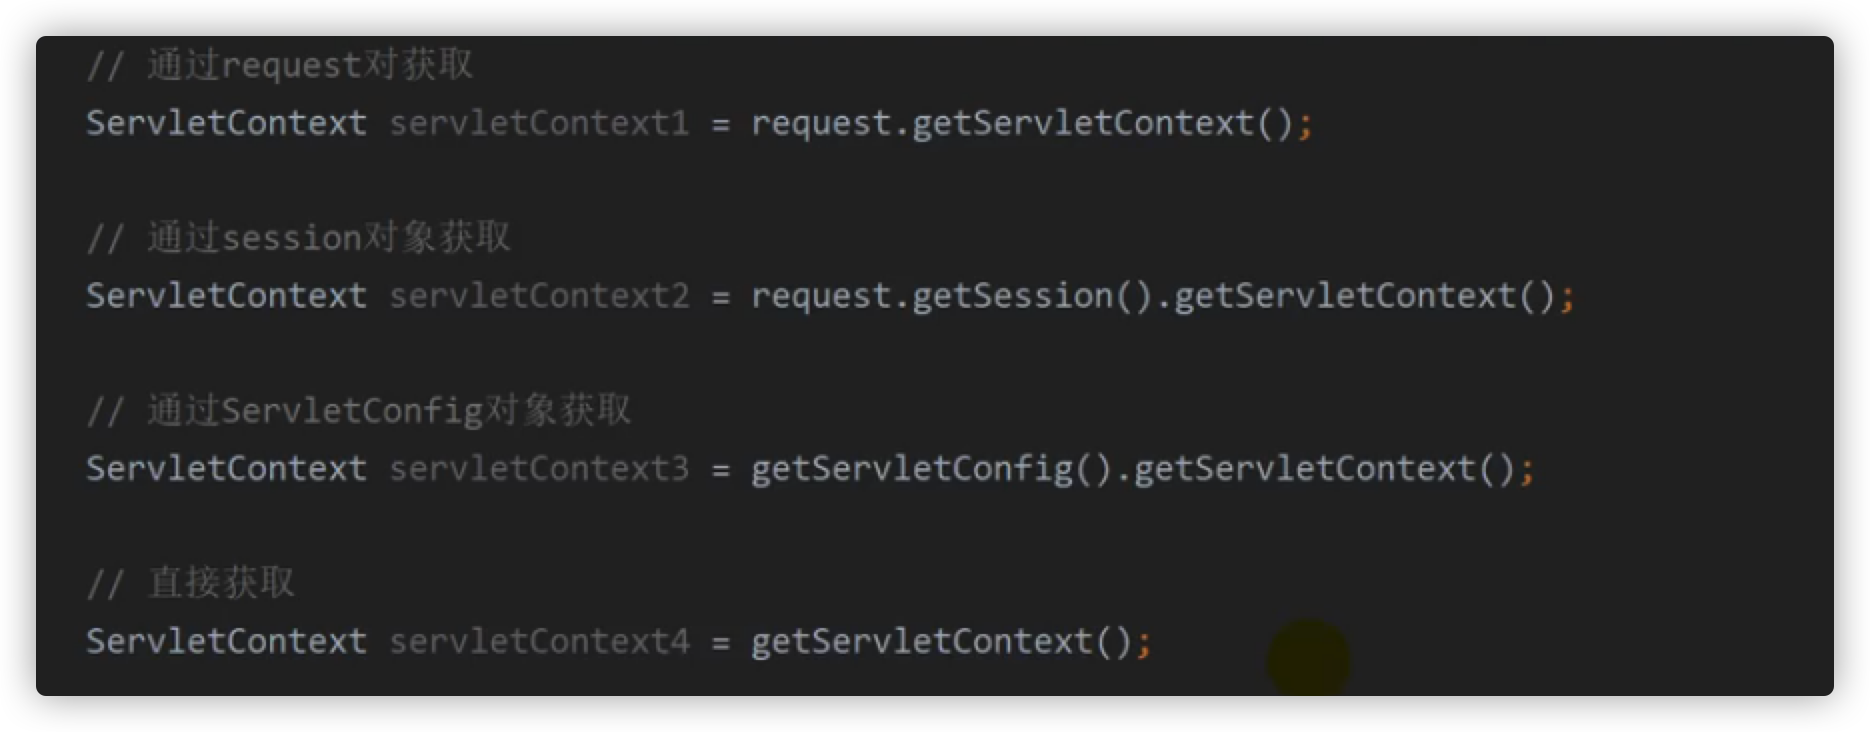 // 通过request对获取
ServletContext servletContext1 = request.getServletContext();
// 通过session对象获取
ServletContext servletContext2 = request.getSession().getServletContext();
// 通过ServletConfig对象获取
ServletContext servletContext3 = getServletConfig().getServletContext();
// 直接获取
ServletContext servletContext4 = getServletContext();